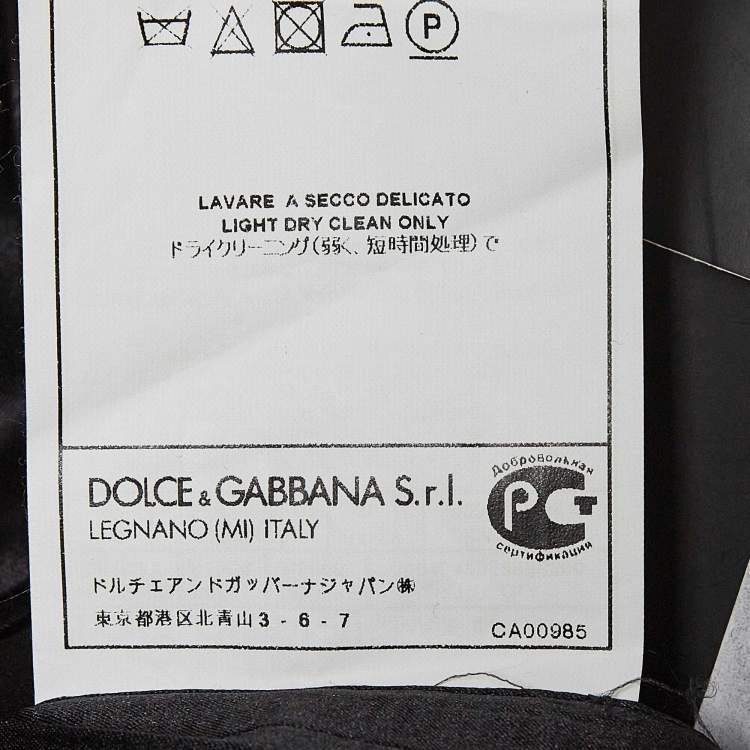 P
LAVARE A SECCO DELICATO
LIGHT DRY CLEAN ONLY
ドライクリーニング(弱く、短時間処理)で
DOLCE & GABBANA S.r.l.
LEGNANO (MI) ITALY
Добровольная
РСТ
сертификация
ドルチェアンドガッバーナジャパン㈱
東京都港区北青山3-6-7
CA00985